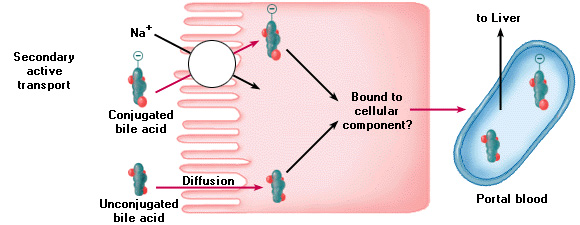 to Liver
Na+
Secondary
active
transport
Conjugated
bile acid
Bound to
cellular
component?
Diffusion
Unconjugated
bile acid
Portal blood